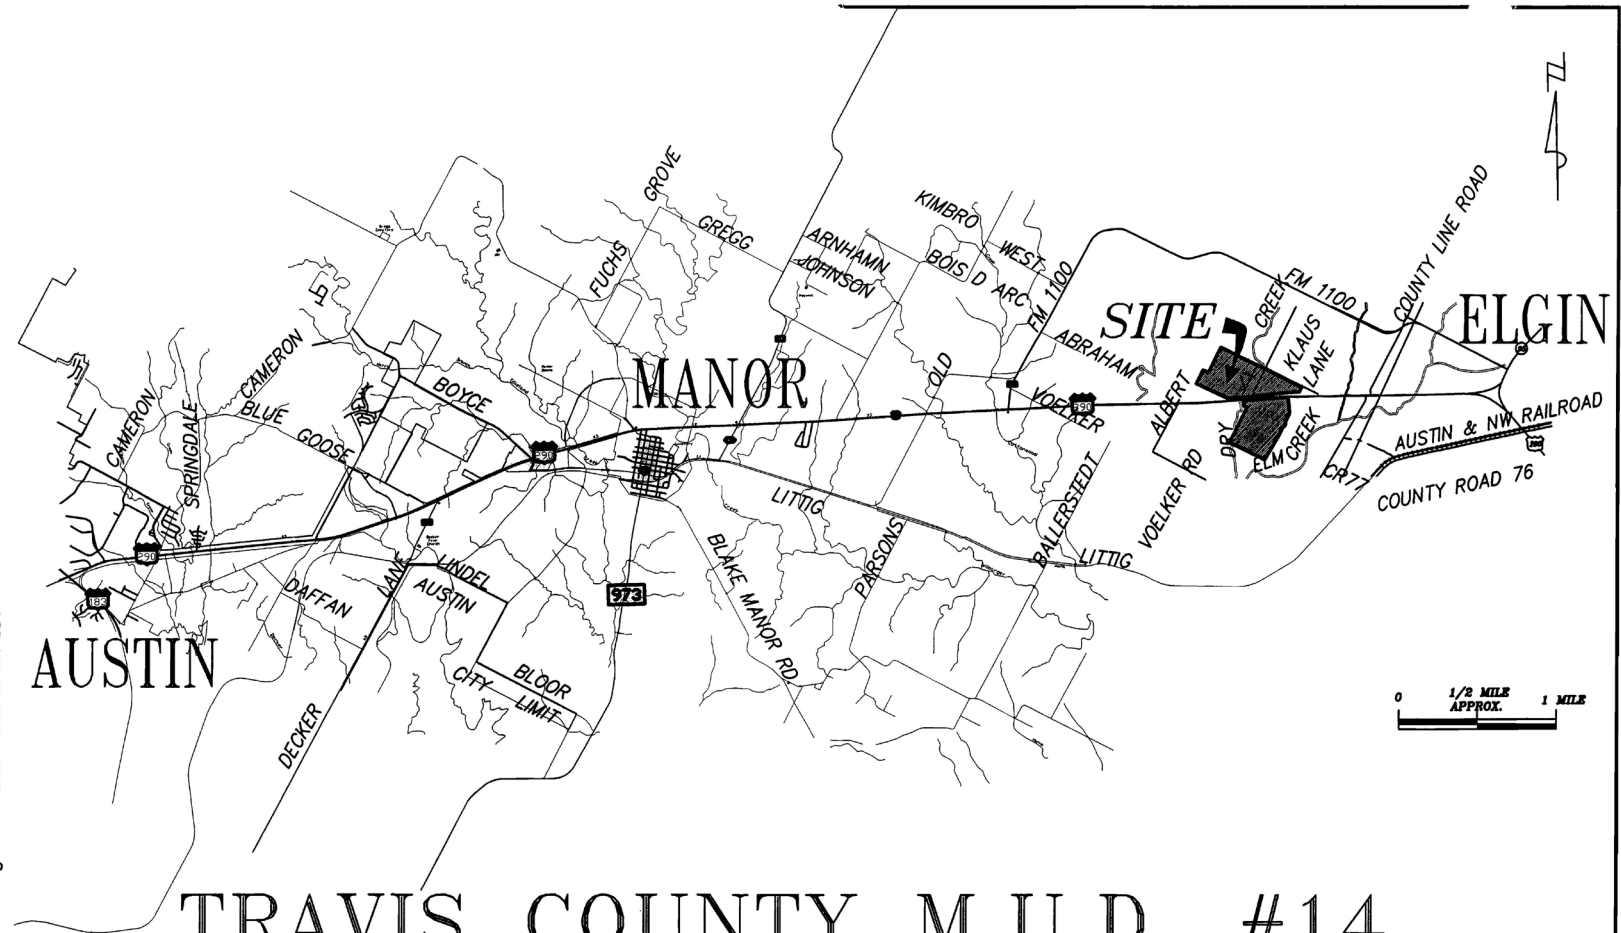 N
GROVE
GREGG
FUCHS
KIMBRO
WEST
ARNHAMN
JOHNSON
BOIS D ARC
FM 1100
FM 1100
COUNTY LINE ROAD
ELGIN
SITE
CREEK
KLAUS
LANE
ABRAHAM
ALBERT
OLD
VOELKER
290
MANOR
CAMERON
CAMERON
BLUE
GOOSE
BOYCE
SPRINGDALE
290
290
183
AUSTIN
DRY
ELM CREEK
AUSTIN & NW RAILROAD
CR77
COUNTY ROAD 76
VOELKER RD
BALLERSTEDT
LITTIG
LITTIG
PARSONS
BLAKE MANOR RD.
973
LANE
LINDEL
AUSTIN
DAFFAN
DECKER
BLOOR
CITY LIMIT
0 1/2 MILE 1 MILE
APPROX.
TRAVIS COUNTY M.U.D. #14